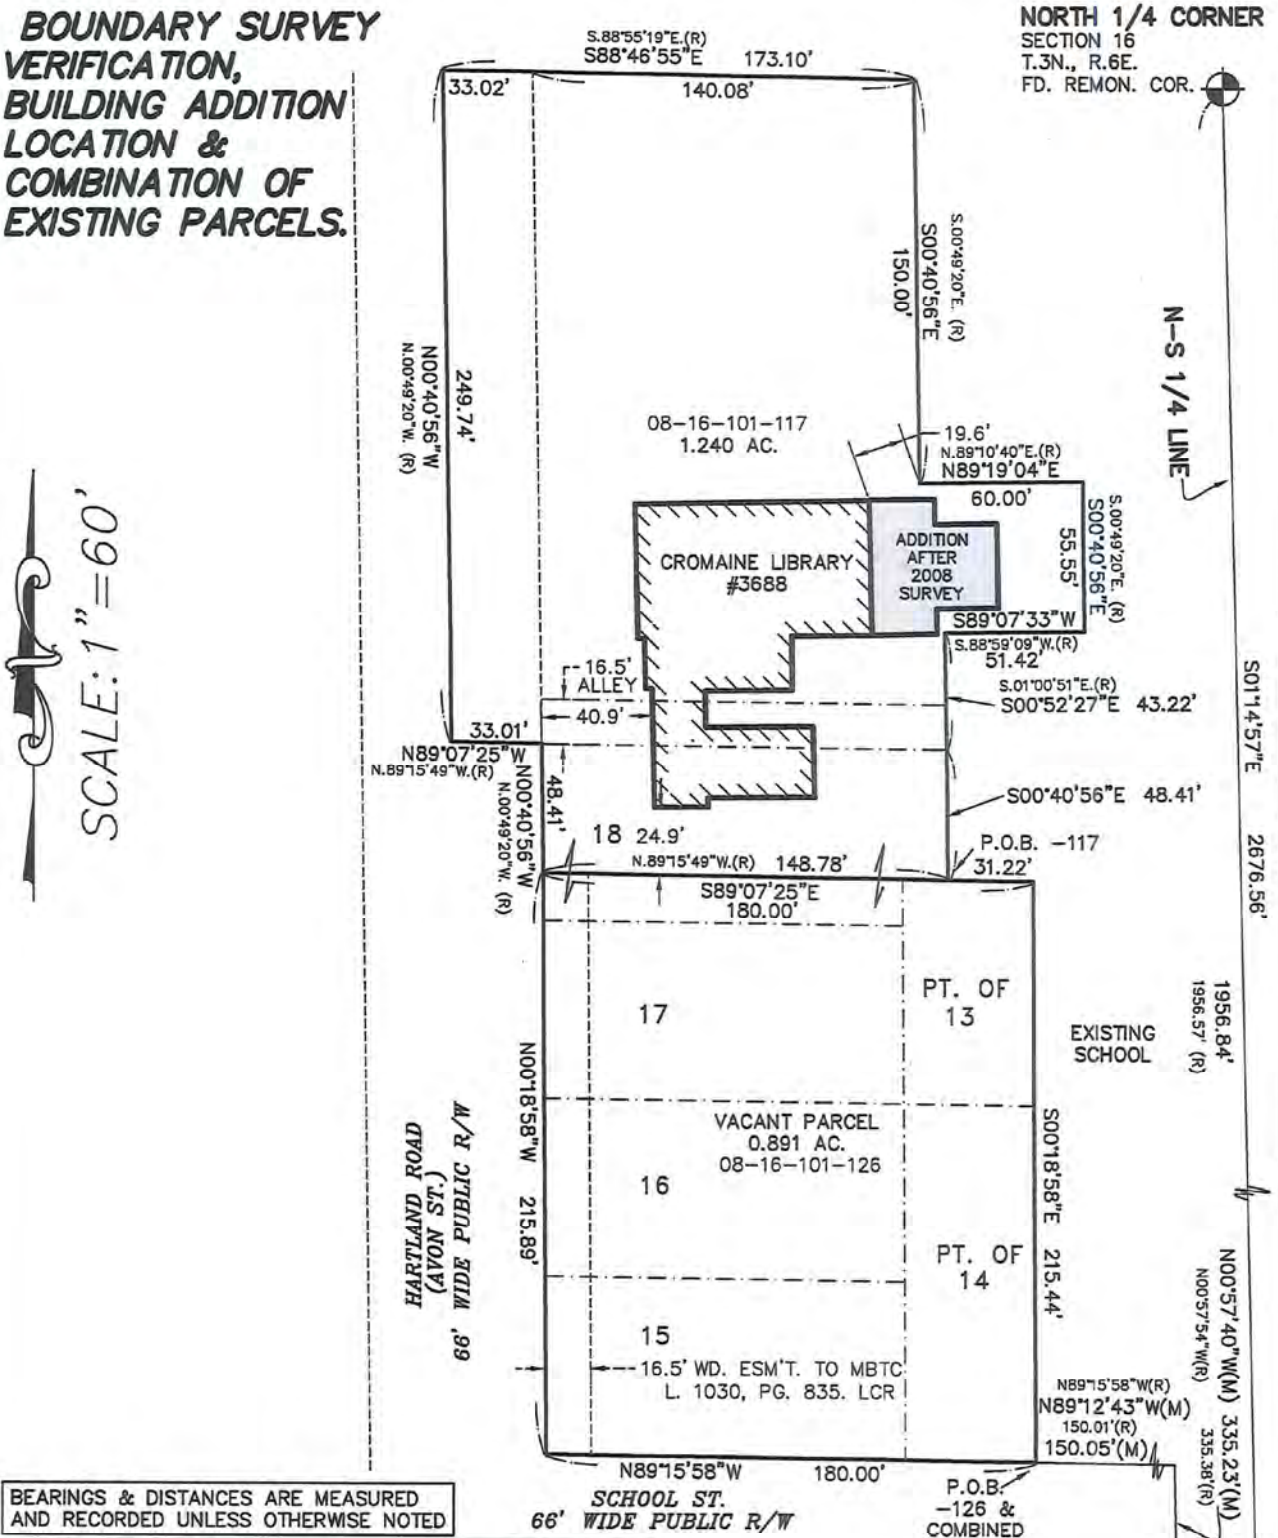 BOUNDARY SURVEY
VERIFICATION,
BUILDING ADDITION
LOCATION &
COMBINATION OF
EXISTING PARCELS.
S.88°55'19"E.(R)
S88°46'55"E 173.10'
33.02'
140.08'
NORTH 1/4 CORNER
SECTION 16
T.3N., R.6E.
FD. REMON. COR.
S.00°49'20"E. (R)
S00°40'56"E
150.00'
N-S 1/4 LINE
249.74'
N00°40'56"W
N.00°49'20"W. (R)
08-16-101-117
1.240 AC.
19.6'
N.89°10'40"E.(R)
N89°19'04"E
60.00'
SCALE: 1"=60'
CROMAINE LIBRARY
#3688
ADDITION
AFTER
2008
SURVEY
S.00°49'20"E. (R)
S00°40'56"E
55.55'
S89°07'33"W
S.88°59'09"W.(R)
51.42'
16.5'
ALLEY
40.9'
S.01°00'51"E.(R)
S00°52'27"E 43.22'
33.01'
N89°07'25"W
N.89°15'49"W.(R)
48.41'
N00°40'56"W
N.00°49'20"W. (R)
S00°40'56"E 48.41'
S01°14'57"E 2676.56'
18 24.9'
P.O.B. -117
N.89°15'49"W.(R) 148.78'
31.22'
S89°07'25"E
180.00'
17
PT. OF
13
EXISTING
SCHOOL
1956.84'
1956.57' (R)
N00°18'58"W 215.89'
VACANT PARCEL
0.891 AC.
08-16-101-126
16
S00°18'58"E 215.44'
HARTLAND ROAD
(AVON ST.)
66' WIDE PUBLIC R/W
PT. OF
14
15
16.5' WD. ESM'T. TO MBTC
L. 1030, PG. 835. LCR
N00°57'40"W(M) 335.23'(M)
N00°57'54"W(R) 335.38'(R)
N89°15'58"W(R)
N89°12'43"W(M)
150.01'(R)
150.05'(M)
N89°15'58"W 180.00'
SCHOOL ST.
66' WIDE PUBLIC R/W
P.O.B.
-126 &
COMBINED
BEARINGS & DISTANCES ARE MEASURED
AND RECORDED UNLESS OTHERWISE NOTED